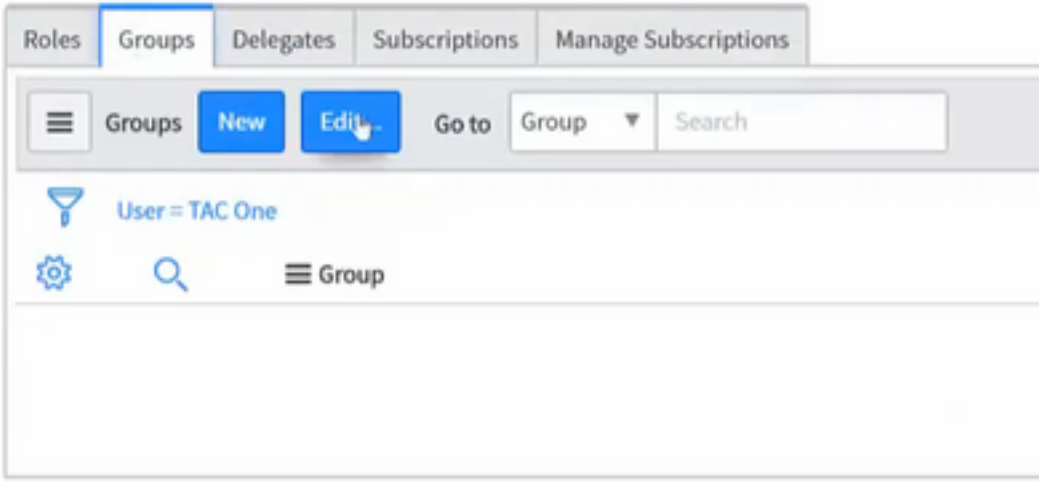 Roles Groups Delegates Subscriptions Manage Subscriptions
Groups New Edit... Go to Group Search
User = TAC One
Group